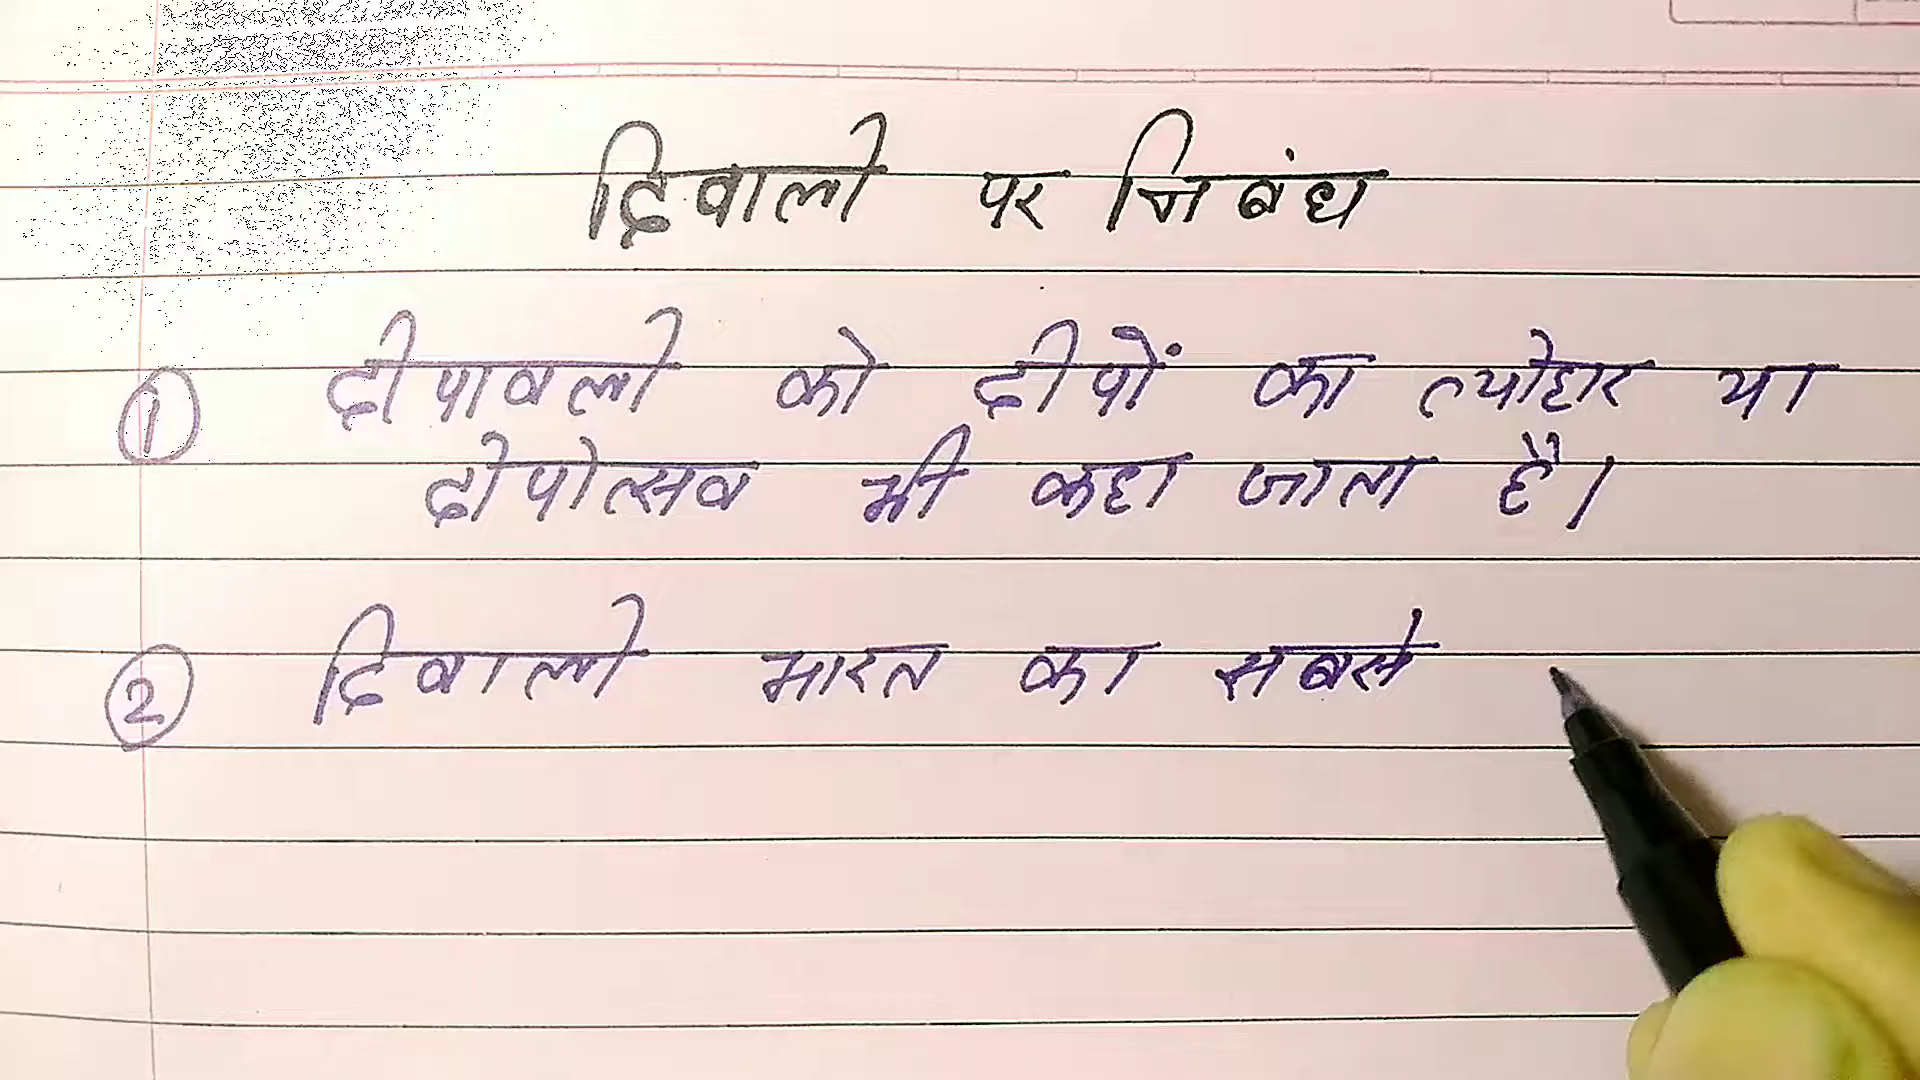 दिवाली पर निबंध
① दीपावली को दीपों का त्योहार या
दीपोत्सव भी कहा जाता है।
② दिवाली भारत का सबसे